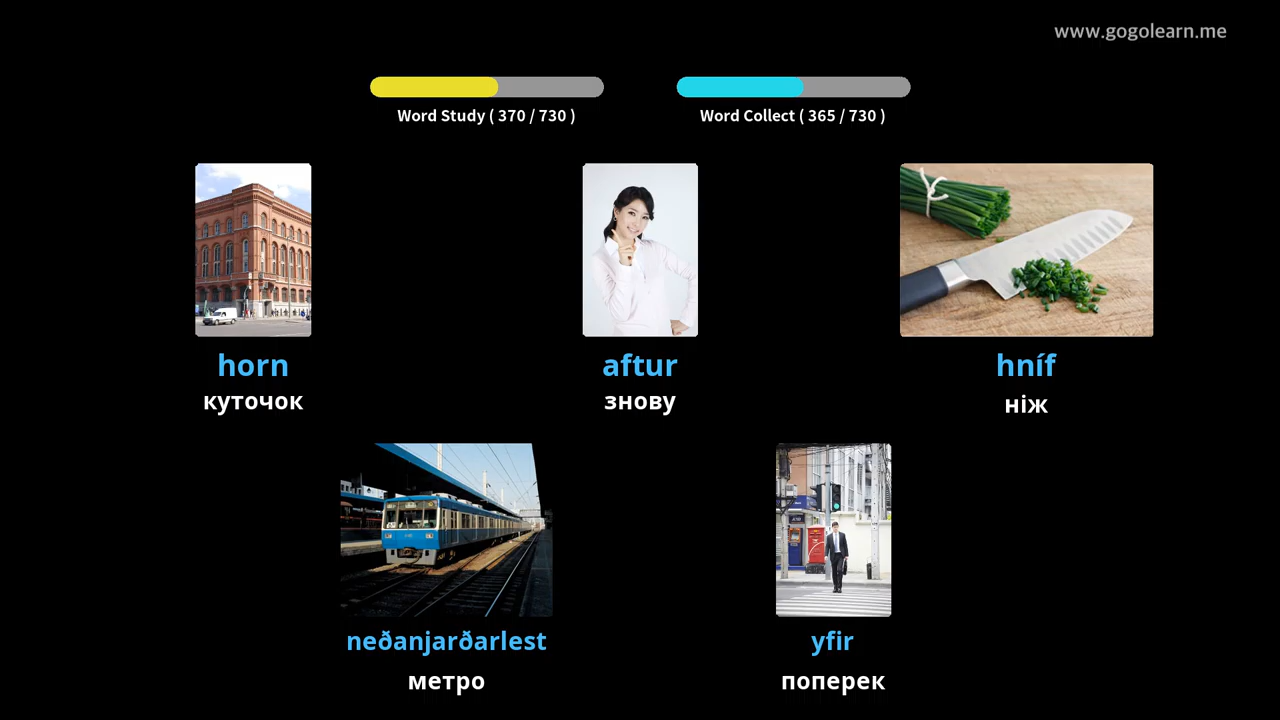 www.gogolearn.me
Word Study ( 370 / 730 )
Word Collect ( 365 / 730 )
horn
куточок
aftur
знову
hníf
ніж
neðanjarðarlest
метро
yfir
поперек